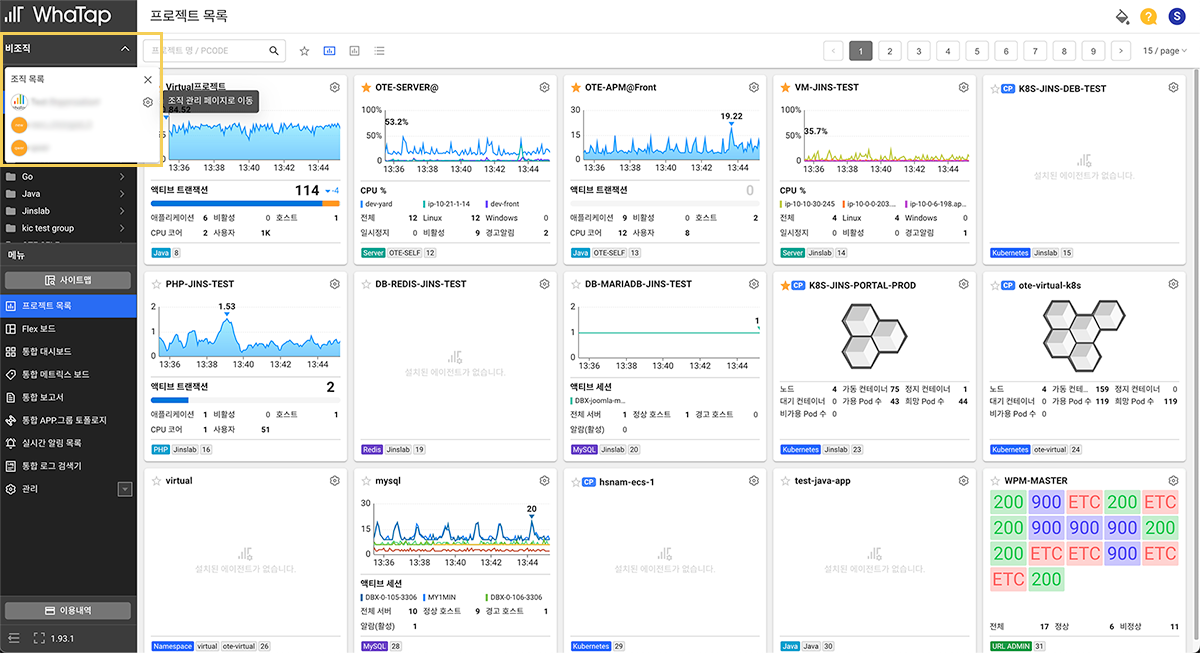 WhaTap
프로젝트 목록
? S
비조직
프로젝트 명 / PCODE
< 1 2 3 4 5 6 7 8 9 > 15 / page
조직 목록
조직 관리 페이지로 이동
Go
Java
Jinslab
kic test group
메뉴
사이트맵
프로젝트 목록
Flex 보드
통합 대시보드
통합 메트릭스 보드
통합 보고서
통합 APP.그룹 토폴로지
실시간 알림 목록
통합 로그 검색기
관리
이용내역
1.93.1
Virtual프로젝트
84.52
13:36 13:38 13:40 13:42 13:44
액티브 트랜잭션 114 -4
애플리케이션 6 비활성 0 호스트 1
CPU 코어 2 사용자 1K
Java 8
OTE-SERVER@
100%
53.2%
50%
0
13:36 13:38 13:40 13:42 13:44
CPU %
dev-yard ip-10-21-1-14 dev-front
전체 12 Linux 12 Windows 0
일시정지 0 비활성 9 경고알림 2
Server OTE-SELF 12
OTE-APM@Front
30
19.22
15
0
13:36 13:38 13:40 13:42 13:44
액티브 트랜잭션 0
애플리케이션 9 비활성 0 호스트 2
CPU 코어 12 사용자 8
Java OTE-SELF 13
VM-JINS-TEST
100%
50%
35.7%
0
13:36 13:38 13:40 13:42 13:44
CPU %
ip-10-10-30-245 ip-10-0-0-203... ip-10-0-6-198.ap...
전체 4 Linux 4 Windows 0
일시정지 0 비활성 0 경고알림 1
Server Jinslab 14
CP K8S-JINS-DEB-TEST
설치된 에이전트가 없습니다.
Kubernetes Jinslab 15
PHP-JINS-TEST
2
1.53
1
0
13:36 13:38 13:40 13:42 13:44
액티브 트랜잭션 2
애플리케이션 1 비활성 0 호스트 1
CPU 코어 1 사용자 51
PHP Jinslab 16
DB-REDIS-JINS-TEST
설치된 에이전트가 없습니다.
Redis Jinslab 19
DB-MARIADB-JINS-TEST
2
1
1
0
13:36 13:38 13:40 13:42 13:44
액티브 세션
DBX-joomla-m...
전체 서버 1 정상 호스트 1 경고 호스트 0
알람(활성) 0
MySQL Jinslab 20
CP K8S-JINS-PORTAL-PROD
노드 4 가동 컨테이너 75 정지 컨테이너 1
대기 컨테이너 0 가용 Pod 수 43 희망 Pod 수 44
비가용 Pod 수 0
Kubernetes Jinslab 23
CP ote-virtual-k8s
노드 4 가동 컨테... 159 정지 컨테이너 0
대기 컨테이너 0 가용 Pod 수 119 희망 Pod 수 119
비가용 Pod 수 0
Kubernetes ote-virtual 24
virtual
설치된 에이전트가 없습니다.
Namespace virtual ote-virtual 26
mysql
30
20
15
0
13:36 13:38 13:40 13:42 13:44
액티브 세션
DBX-0-105-3306 MY1MIN DBX-0-106-3306
전체 서버 10 정상 호스트 9 경고 호스트 1
알람(활성) 1
MySQL 28
CP hsnam-ecs-1
설치된 에이전트가 없습니다.
Kubernetes 29
test-java-app
설치된 에이전트가 없습니다.
Java Java 30
WPM-MASTER
200 900 ETC 200 ETC
200 900 900 900 200
200 ETC ETC 900 ETC
ETC 200
전체 17 정상 6 비정상 11
URL ADMIN 31